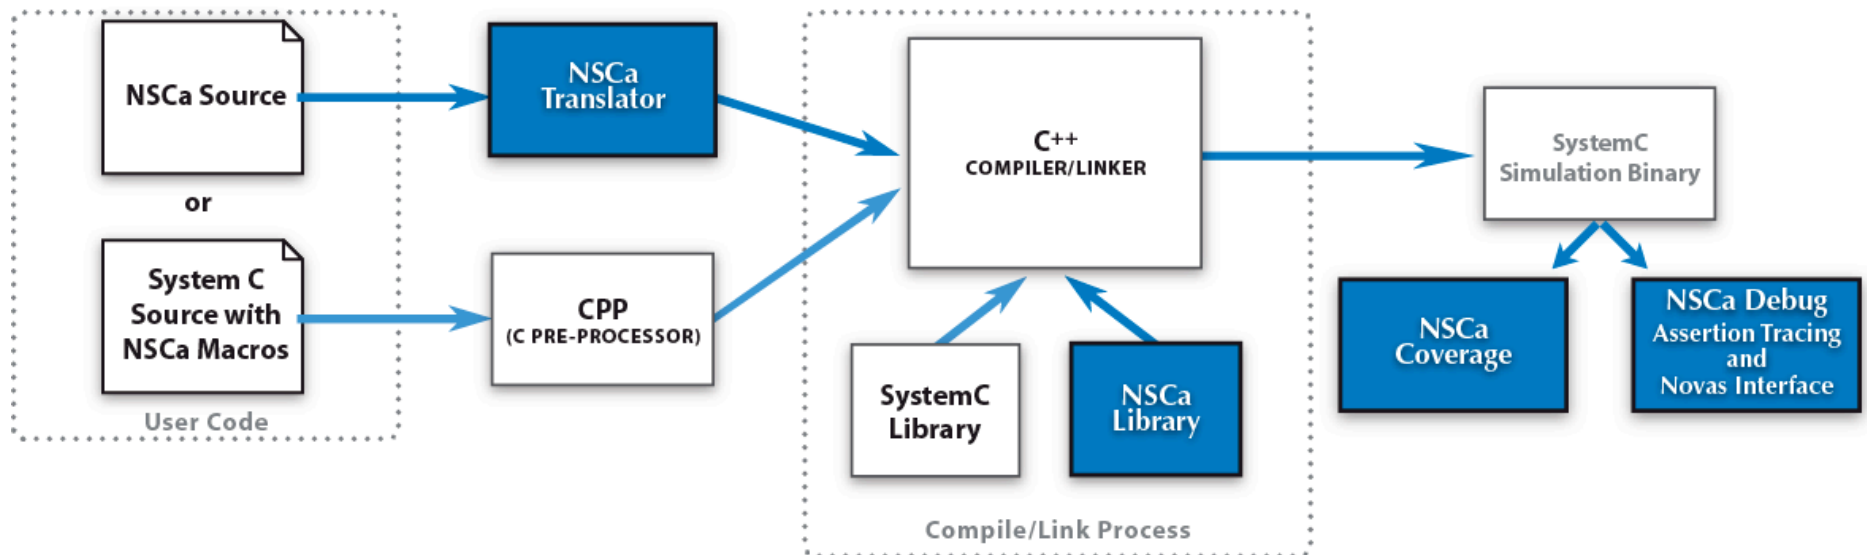 NSCa Source
or
System C
Source with
NSCa Macros
User Code
NSCa
Translator
CPP
(C PRE-PROCESSOR)
C++
COMPILER/LINKER
SystemC
Library
NSCa
Library
Compile/Link Process
SystemC
Simulation Binary
NSCa
Coverage
NSCa Debug
Assertion Tracing
and
Novas Interface